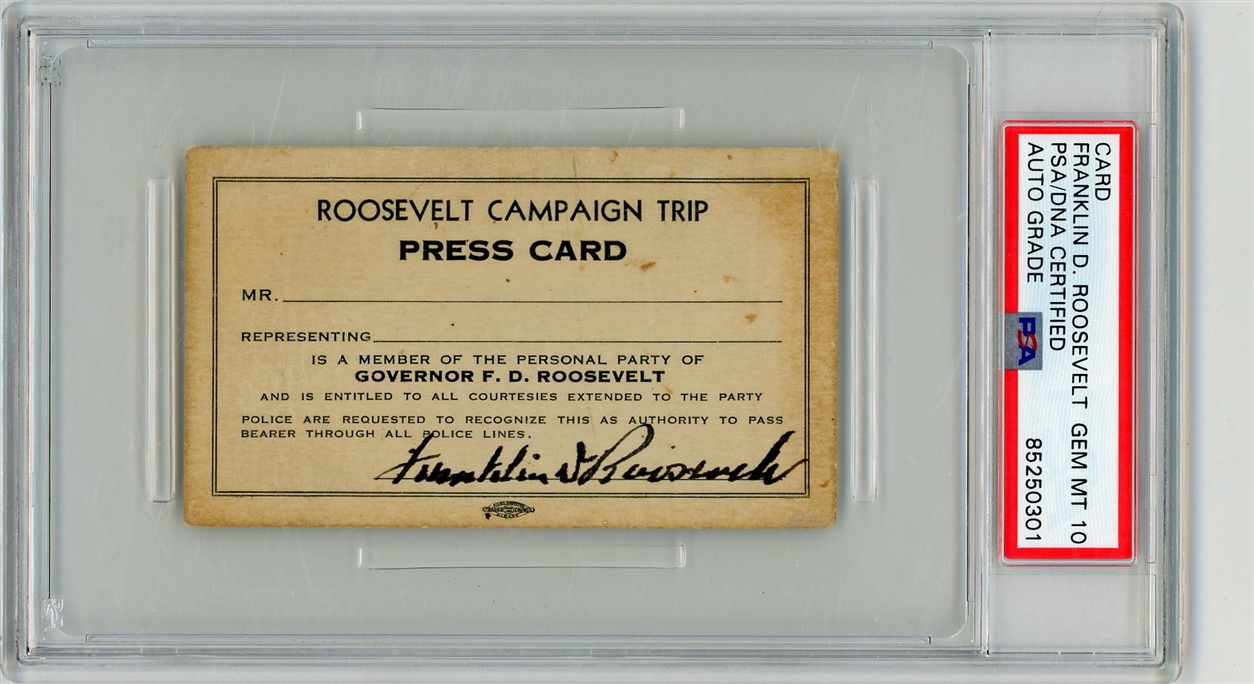 ROOSEVELT CAMPAIGN TRIP
PRESS CARD
MR.
REPRESENTING
IS A MEMBER OF THE PERSONAL PARTY OF
GOVERNOR F. D. ROOSEVELT
AND IS ENTITLED TO ALL COURTESIES EXTENDED TO THE PARTY
POLICE ARE REQUESTED TO RECOGNIZE THIS AS AUTHORITY TO PASS
BEARER THROUGH ALL POLICE LINES.
Franklin D Roosevelt
CARD
FRANKLIN D. ROOSEVELT GEM MT 10
PSA/DNA CERTIFIED
AUTO GRADE 85250301
PSA